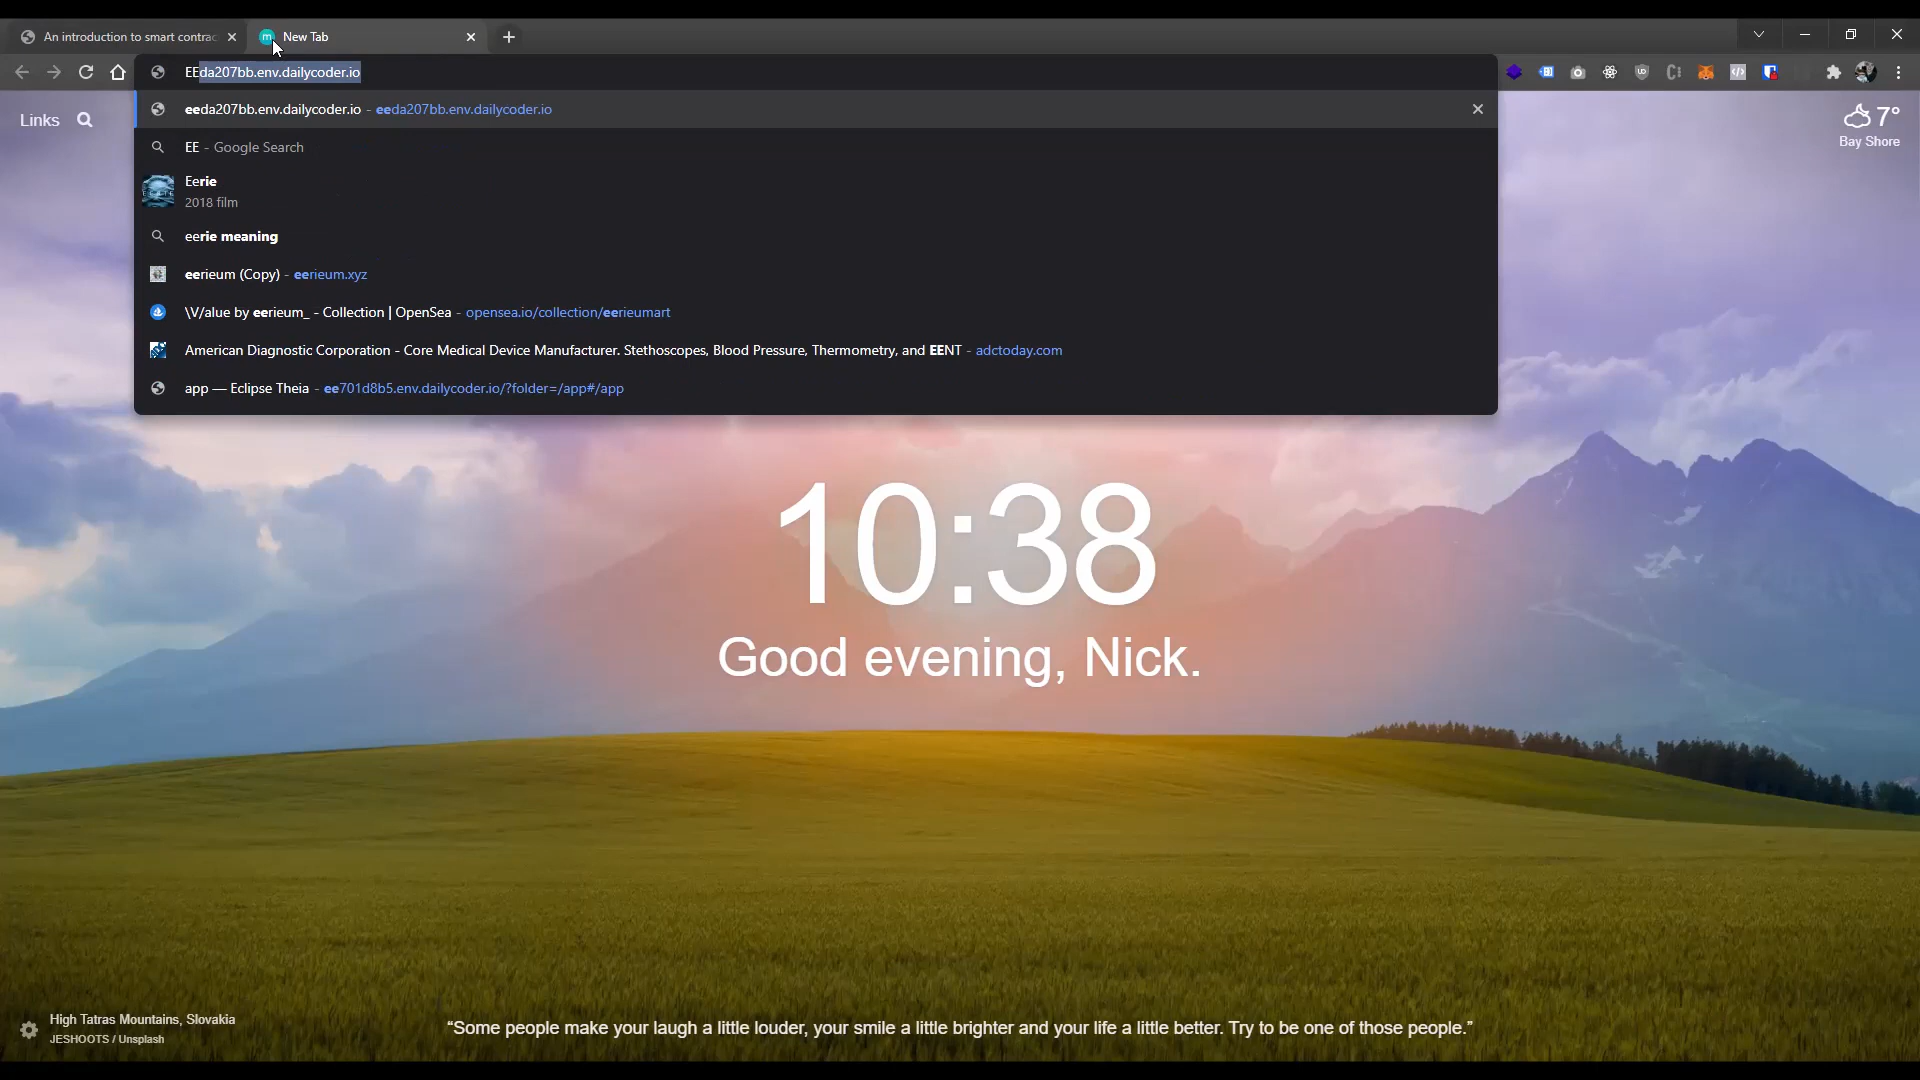 An introduction to smart contrac
New Tab
EEda207bb.env.dailycoder.io
eeda207bb.env.dailycoder.io - eeda207bb.env.dailycoder.io
EE - Google Search
Eerie
2018 film
eerie meaning
eerieum (Copy) - eerieum.xyz
\V/alue by eerieum_ - Collection | OpenSea - opensea.io/collection/eerieumart
American Diagnostic Corporation - Core Medical Device Manufacturer. Stethoscopes, Blood Pressure, Thermometry, and EENT - adctoday.com
app — Eclipse Theia - ee701d8b5.env.dailycoder.io/?folder=/app#/app
Links
7°
Bay Shore
10:38
Good evening, Nick.
High Tatras Mountains, Slovakia
JESHOOTS / Unsplash
“Some people make your laugh a little louder, your smile a little brighter and your life a little better. Try to be one of those people.”